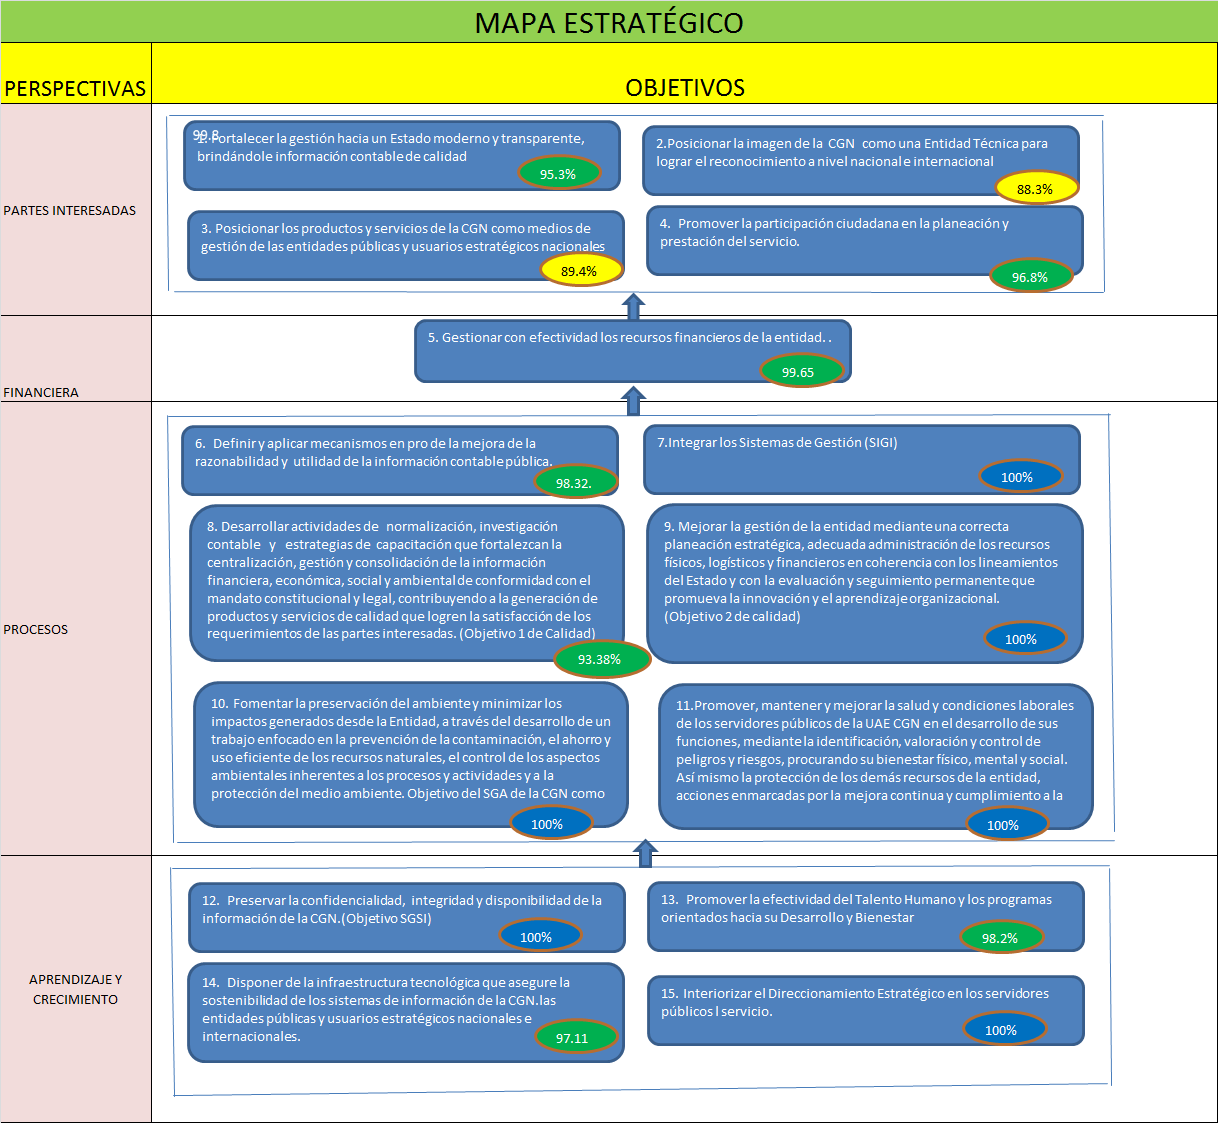 MAPA ESTRATÉGICO
PERSPECTIVAS
OBJETIVOS
PARTES INTERESADAS
99.8
1. Fortalecer la gestión hacia un Estado moderno y transparente,
brindándole información contable de calidad
95.3%
2.Posicionar la imagen de la CGN como una Entidad Técnica para
lograr el reconocimiento a nivel nacional e internacional
88.3%
3. Posicionar los productos y servicios de la CGN como medios de
gestión de las entidades públicas y usuarios estratégicos nacionales
89.4%
4. Promover la participación ciudadana en la planeación y
prestación del servicio.
96.8%
FINANCIERA
5. Gestionar con efectividad los recursos financieros de la entidad. .
99.65
PROCESOS
6. Definir y aplicar mecanismos en pro de la mejora de la
razonabilidad y utilidad de la información contable pública.
98.32.
7.Integrar los Sistemas de Gestión (SIGI)
100%
8. Desarrollar actividades de normalización, investigación
contable y estrategias de capacitación que fortalezcan la
centralización, gestión y consolidación de la información
financiera, económica, social y ambiental de conformidad con el
mandato constitucional y legal, contribuyendo a la generación de
productos y servicios de calidad que logren la satisfacción de los
requerimientos de las partes interesadas. (Objetivo 1 de Calidad)
93.38%
9. Mejorar la gestión de la entidad mediante una correcta
planeación estratégica, adecuada administración de los recursos
físicos, logísticos y financieros en coherencia con los lineamientos
del Estado y con la evaluación y seguimiento permanente que
promueva la innovación y el aprendizaje organizacional.
(Objetivo 2 de calidad)
100%
10. Fomentar la preservación del ambiente y minimizar los
impactos generados desde la Entidad, a través del desarrollo de un
trabajo enfocado en la prevención de la contaminación, el ahorro y
uso eficiente de los recursos naturales, el control de los aspectos
ambientales inherentes a los procesos y actividades y a la
protección del medio ambiente. Objetivo del SGA de la CGN como
100%
11.Promover, mantener y mejorar la salud y condiciones laborales
de los servidores públicos de la UAE CGN en el desarrollo de sus
funciones, mediante la identificación, valoración y control de
peligros y riesgos, procurando su bienestar físico, mental y social.
Así mismo la protección de los demás recursos de la entidad,
acciones enmarcadas por la mejora continua y cumplimiento a la
100%
APRENDIZAJE Y
CRECIMIENTO
12. Preservar la confidencialidad, integridad y disponibilidad de la
información de la CGN.(Objetivo SGSI)
100%
13. Promover la efectividad del Talento Humano y los programas
orientados hacia su Desarrollo y Bienestar
98.2%
14. Disponer de la infraestructura tecnológica que asegure la
sostenibilidad de los sistemas de información de la CGN.las
entidades públicas y usuarios estratégicos nacionales e
internacionales.
97.11
15. Interiorizar el Direccionamiento Estratégico en los servidores
públicos l servicio.
100%